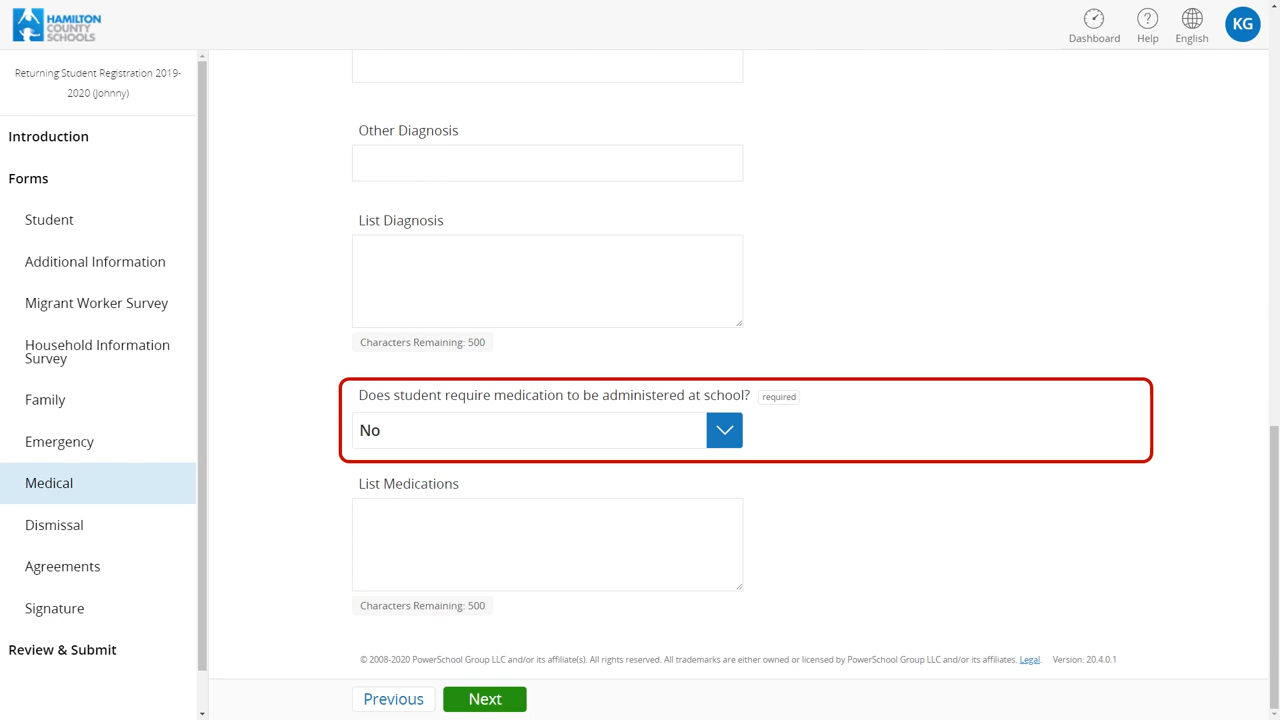 HAMILTON
COUNTY
SCHOOLS
Dashboard
Help
English
KG
Returning Student Registration 2019-
2020 (Johnny)
Introduction
Forms
Student
Additional Information
Migrant Worker Survey
Household Information
Survey
Family
Emergency
Medical
Dismissal
Agreements
Signature
Review & Submit
Other Diagnosis
List Diagnosis
Characters Remaining: 500
Does student require medication to be administered at school? required
No
List Medications
Characters Remaining: 500
© 2008-2020 PowerSchool Group LLC and/or its affiliate(s). All rights reserved. All trademarks are either owned or licensed by PowerSchool Group LLC and/or its affiliates. Legal. Version: 20.4.0.1
Previous
Next